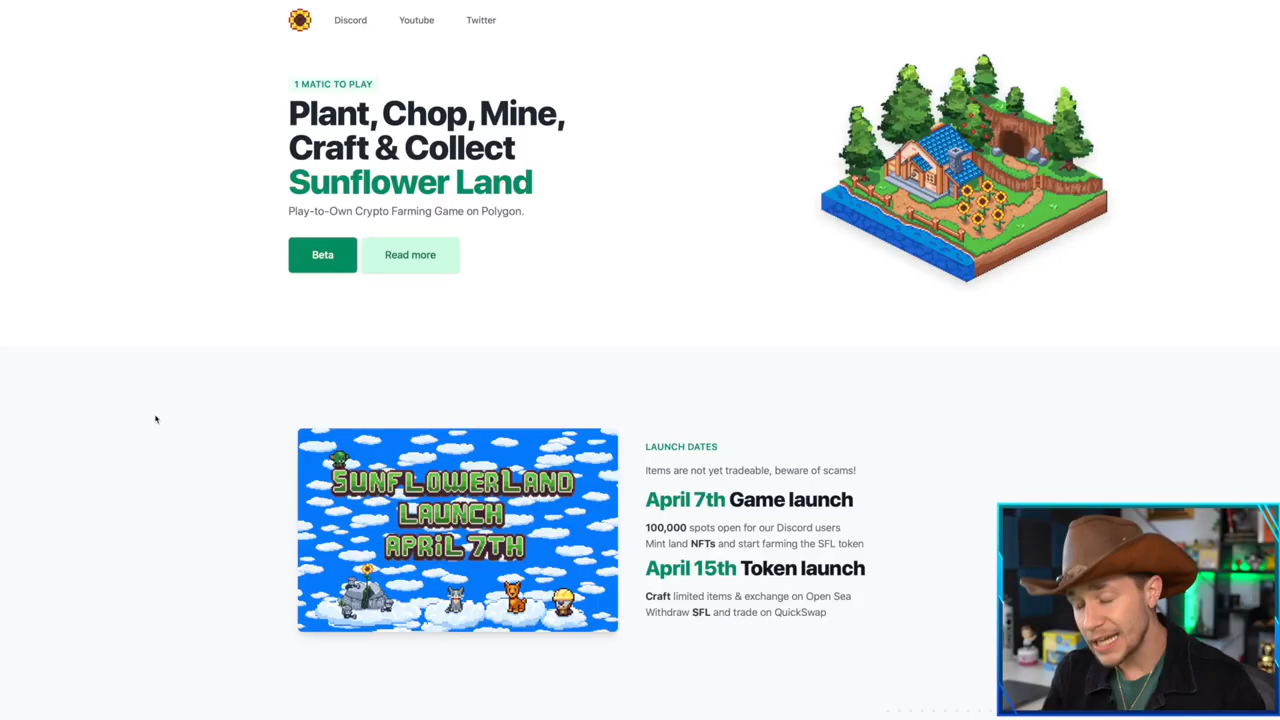 Discord Youtube Twitter
1 MATIC TO PLAY
Plant, Chop, Mine,
Craft & Collect
Sunflower Land
Play-to-Own Crypto Farming Game on Polygon.
Beta Read more
SUNFLOWER LAND
LAUNCH
APRIL 7TH
LAUNCH DATES
Items are not yet tradeable, beware of scams!
April 7th Game launch
100,000 spots open for our Discord users
Mint land NFTs and start farming the SFL token
April 15th Token launch
Craft limited items & exchange on Open Sea
Withdraw SFL and trade on QuickSwap